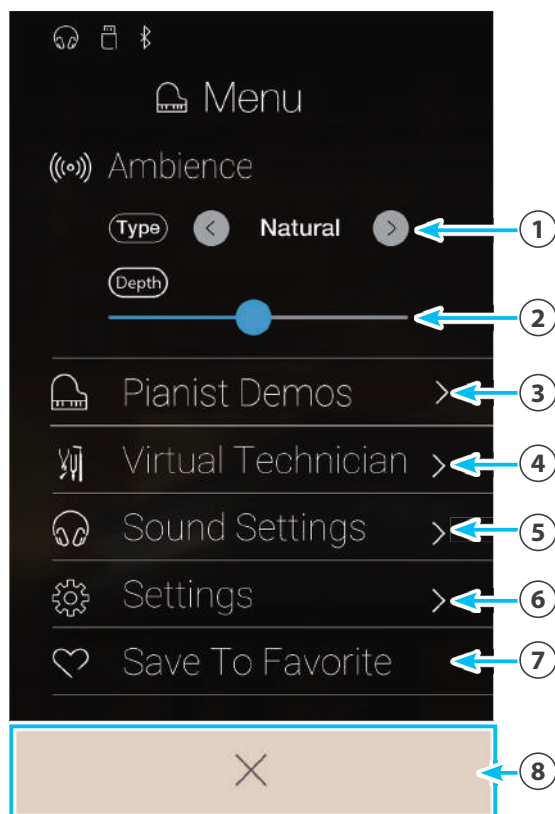 Menu
Ambience
Type Natural 1
Depth
2
Pianist Demos 3
Virtual Technician 4
Sound Settings 5
Settings 6
Save To Favorite 7
8